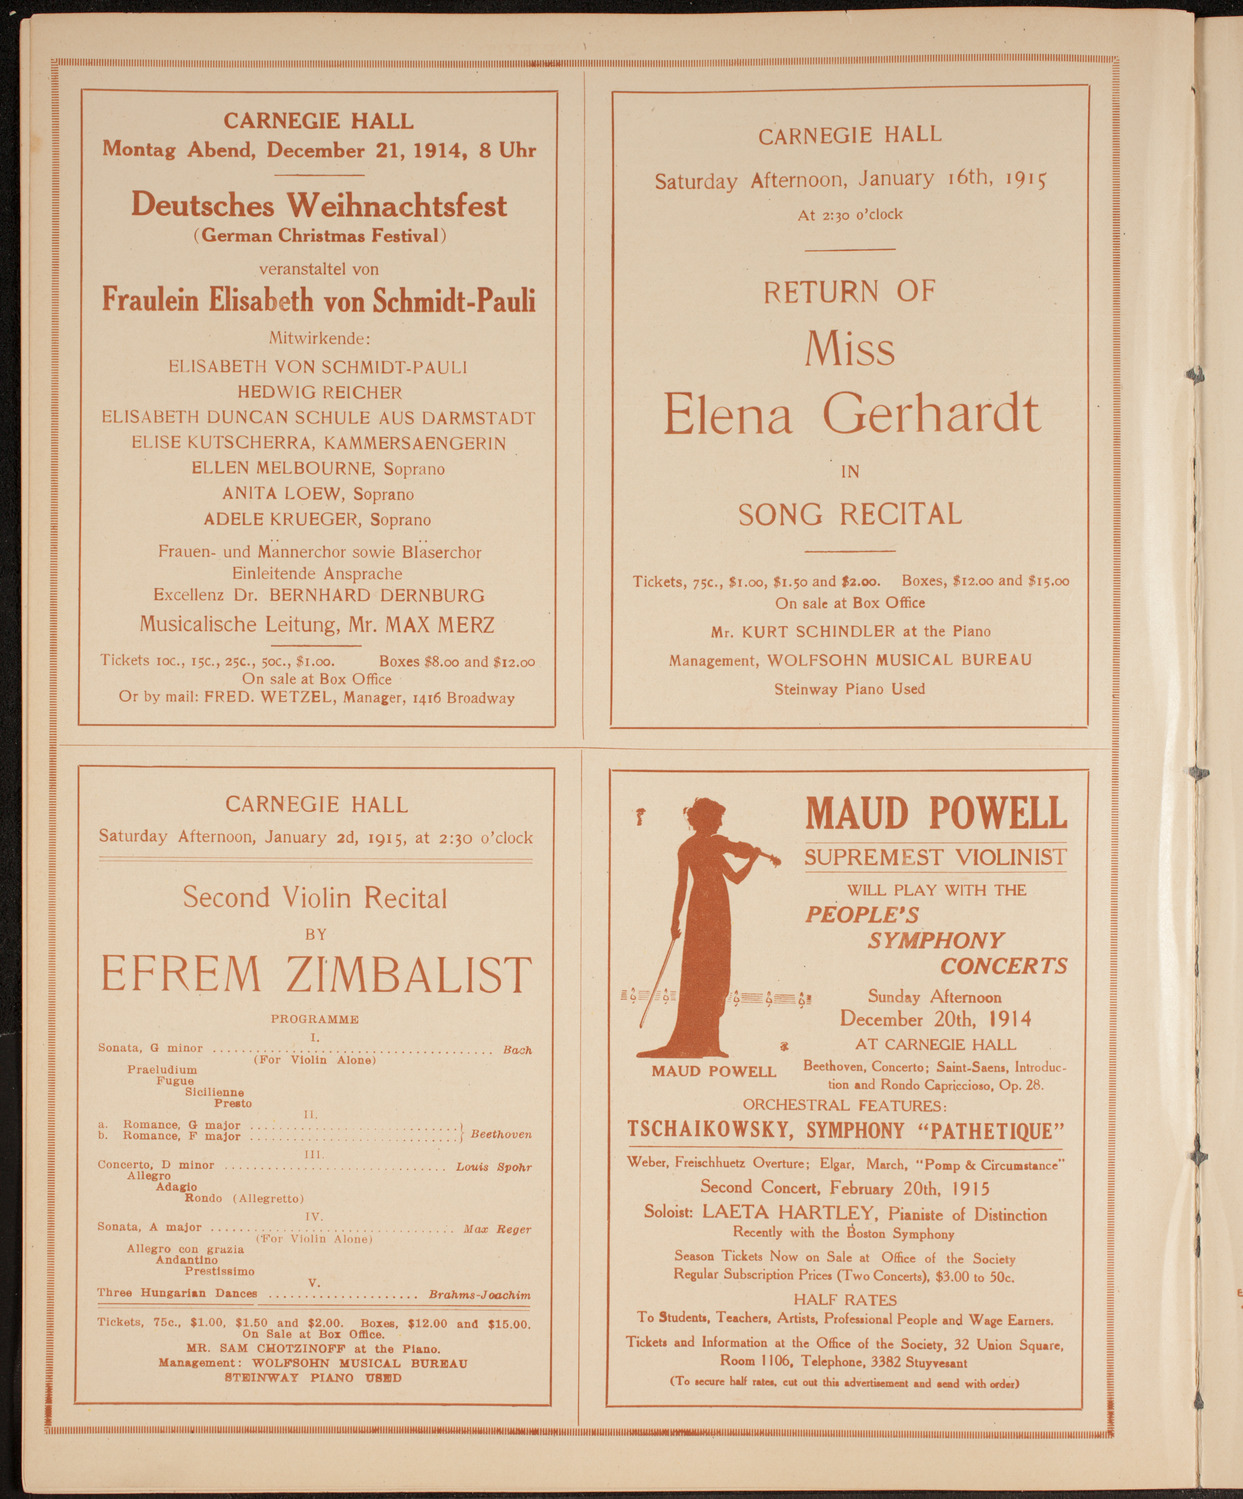 CARNEGIE HALL
Montag Abend, December 21, 1914, 8 Uhr
Deutsches Weihnachtsfest
(German Christmas Festival)
veranstaltel von
Fraulein Elisabeth von Schmidt-Pauli
Mitwirkende:
ELISABETH VON SCHMIDT-PAULI
HEDWIG REICHER
ELISABETH DUNCAN SCHULE AUS DARMSTADT
ELISE KUTSCHERRA, KAMMERSAENGERIN
ELLEN MELBOURNE, Soprano
ANITA LOEW, Soprano
ADELE KRUEGER, Soprano
Frauen- und Männerchor sowie Bläserchor
Einleitende Ansprache
Excellenz Dr. BERNHARD DERNBURG
Musicalische Leitung, Mr. MAX MERZ
Tickets 10c., 15c., 25c., 50c., $1.00. Boxes $8.00 and $12.00
On sale at Box Office
Or by mail: FRED. WETZEL, Manager, 1416 Broadway
CARNEGIE HALL
Saturday Afternoon, January 16th, 1915
At 2:30 o'clock
RETURN OF
Miss
Elena Gerhardt
IN
SONG RECITAL
Tickets, 75c., $1.00, $1.50 and $2.00. Boxes, $12.00 and $15.00
On sale at Box Office
Mr. KURT SCHINDLER at the Piano
Management, WOLFSOHN MUSICAL BUREAU
Steinway Piano Used
CARNEGIE HALL
Saturday Afternoon, January 2d, 1915, at 2:30 o'clock
Second Violin Recital
BY
EFREM ZIMBALIST
PROGRAMME
I.
Sonata, G minor ........................................ Bach
(For Violin Alone)
Praeludium
Fugue
Sicilienne
Presto
II.
a. Romance, G major ..............................}
b. Romance, F major ..............................} Beethoven
III.
Concerto, D minor ................................ Louis Spohr
Allegro
Adagio
Rondo (Allegretto)
IV.
Sonata, A major ................................... Max Reger
(For Violin Alone)
Allegro con grazia
Andantino
Prestissimo
V.
Three Hungarian Dances ..................... Brahms-Joachim
Tickets, 75c., $1.00, $1.50 and $2.00. Boxes, $12.00 and $15.00.
On Sale at Box Office.
MR. SAM CHOTZINOFF at the Piano.
Management: WOLFSOHN MUSICAL BUREAU
STEINWAY PIANO USED
MAUD POWELL
SUPREMEST VIOLINIST
WILL PLAY WITH THE
PEOPLE'S
SYMPHONY
CONCERTS
Sunday Afternoon
December 20th, 1914
AT CARNEGIE HALL
MAUD POWELL
Beethoven, Concerto; Saint-Saens, Introduc-
tion and Rondo Capriccioso, Op. 28.
ORCHESTRAL FEATURES:
TSCHAIKOWSKY, SYMPHONY "PATHETIQUE"
Weber, Freischhuetz Overture; Elgar, March, "Pomp & Circumstance"
Second Concert, February 20th, 1915
Soloist: LAETA HARTLEY, Pianiste of Distinction
Recently with the Boston Symphony
Season Tickets Now on Sale at Office of the Society
Regular Subscription Prices (Two Concerts), $3.00 to 50c.
HALF RATES
To Students, Teachers, Artists, Professional People and Wage Earners.
Tickets and Information at the Office of the Society, 32 Union Square,
Room 1106, Telephone, 3382 Stuyvesant
(To secure half rates, cut out this advertisement and send with order)